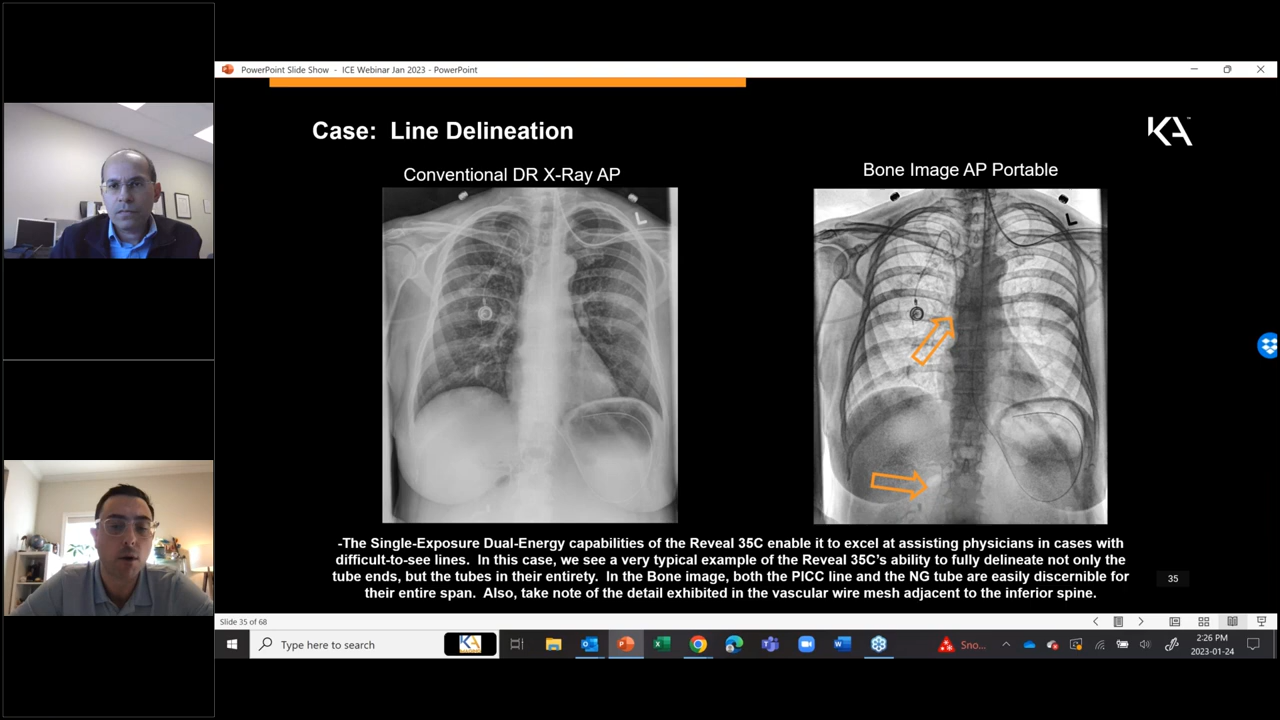 PowerPoint Slide Show - ICE Webinar Jan 2023 - PowerPoint
Case: Line Delineation
KA
Conventional DR X-Ray AP
Bone Image AP Portable
L
L
-The Single-Exposure Dual-Energy capabilities of the Reveal 35C enable it to excel at assisting physicians in cases with
difficult-to-see lines. In this case, we see a very typical example of the Reveal 35C's ability to fully delineate not only the
tube ends, but the tubes in their entirety. In the Bone image, both the PICC line and the NG tube are easily discernible for
their entire span. Also, take note of the detail exhibited in the vascular wire mesh adjacent to the inferior spine.
35
Slide 35 of 68
Type here to search
KA
Sno...
2:26 PM
2023-01-24